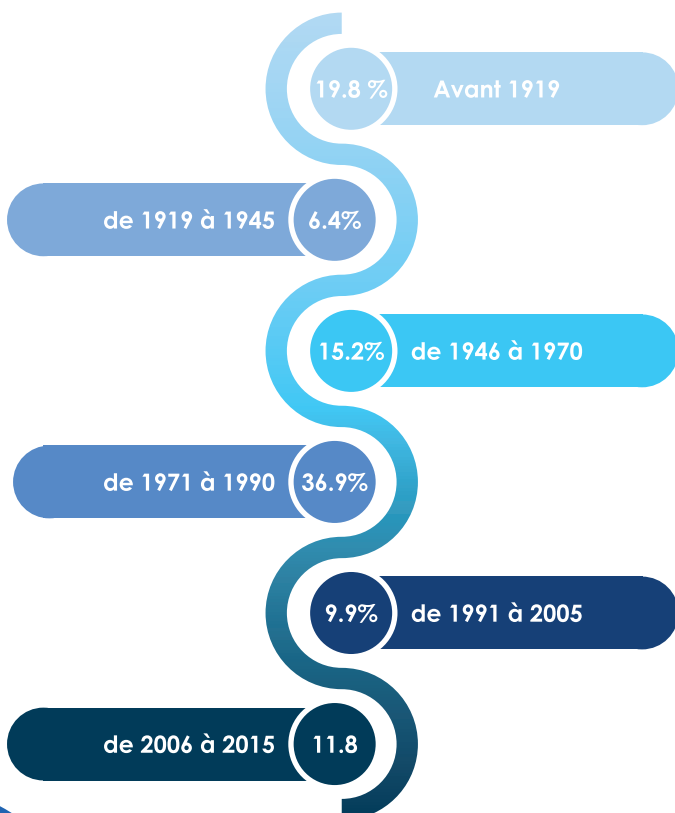 19.8 % Avant 1919
de 1919 à 1945 6.4%
15.2% de 1946 à 1970
de 1971 à 1990 36.9%
9.9% de 1991 à 2005
de 2006 à 2015 11.8